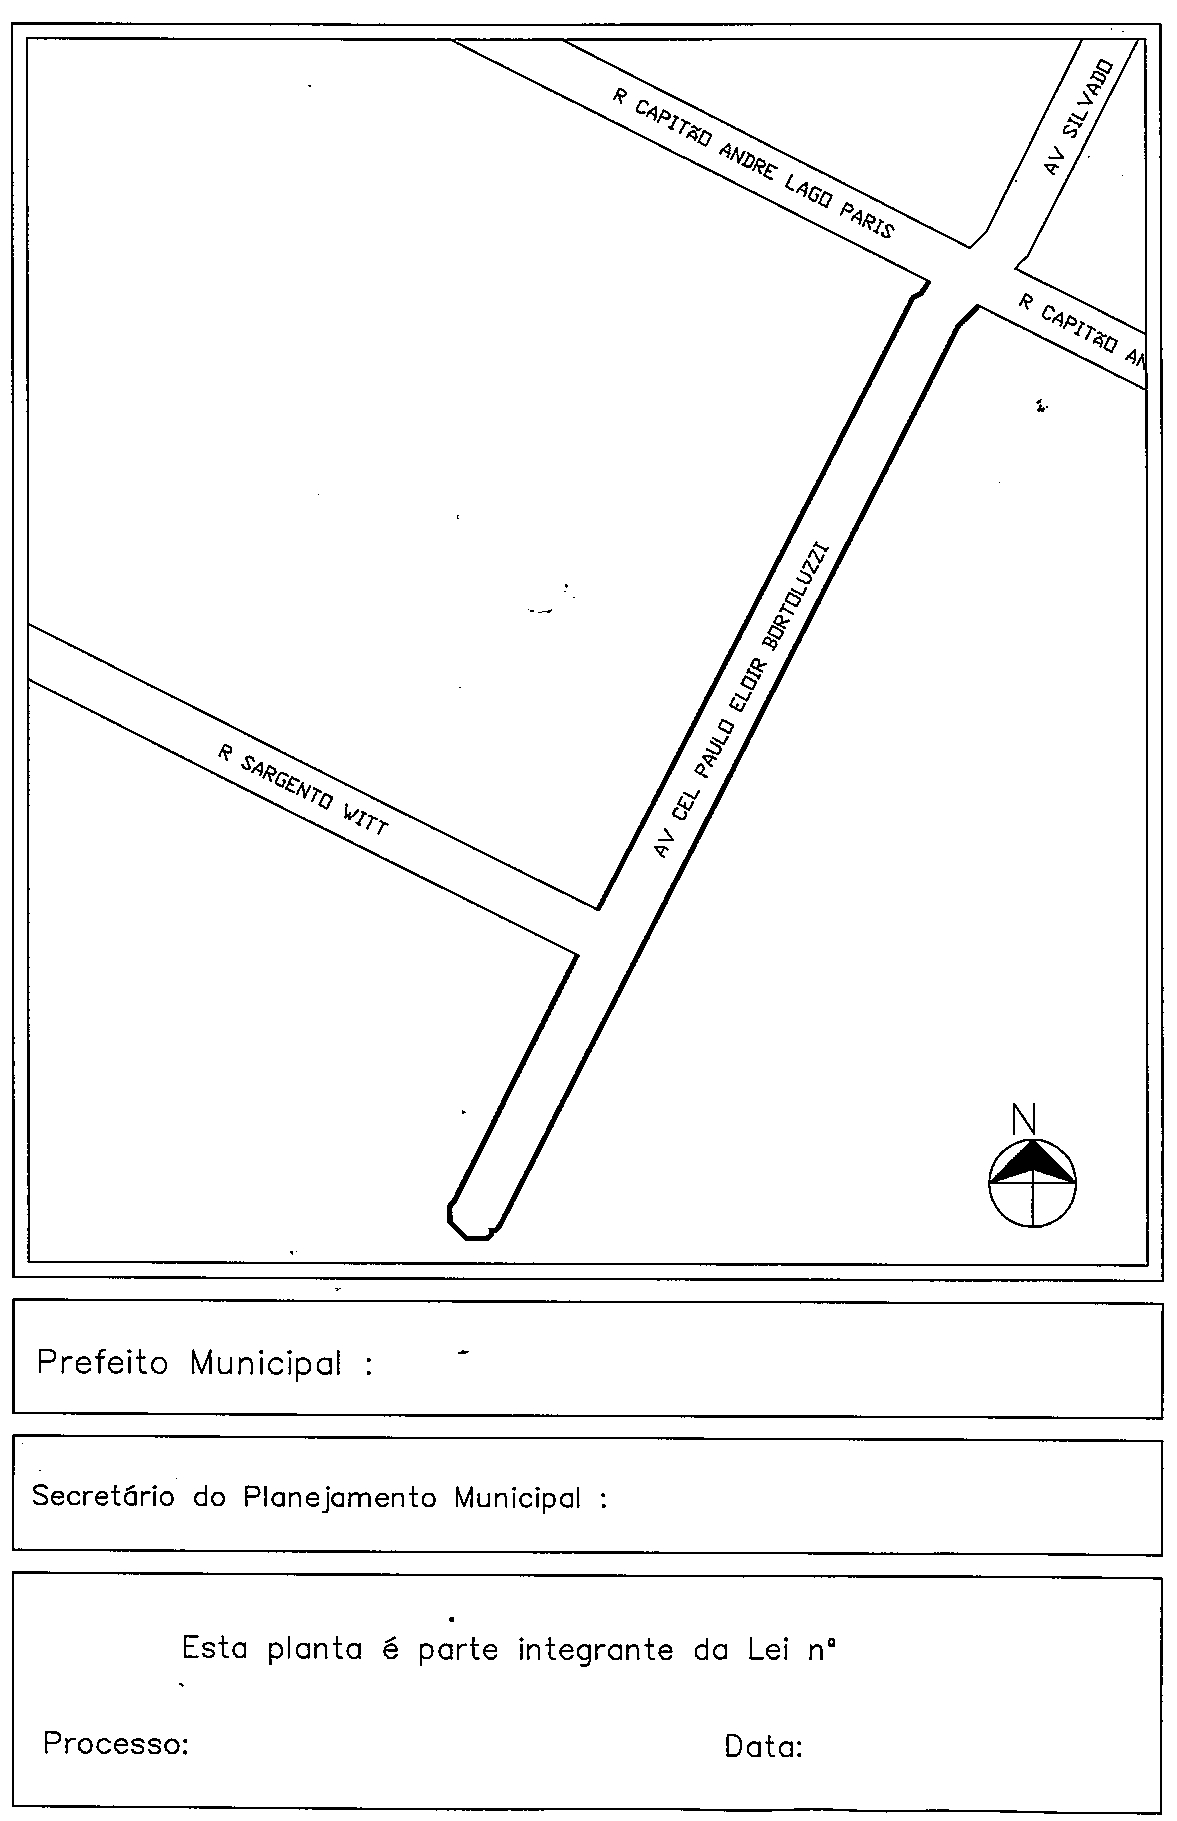 R CAPITÃO ANDRE LAGO PARIS
AV SILVADO
R CAPITÃO AN
AV CEL PAULO ELOIR BORTOLUZZI
R SARGENTO WITT
N
Prefeito Municipal :
Secretário do Planejamento Municipal :
Esta planta é parte integrante da Lei nº
Processo:
Data: